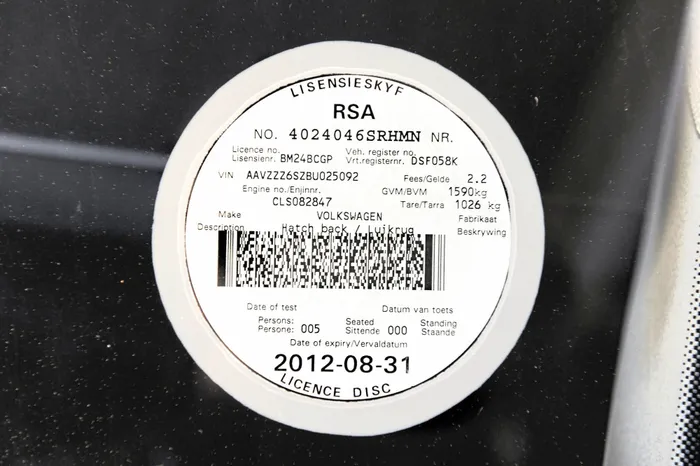 LISENSIESKYF
RSA
NO. 4024046SRHMN NR.
Licence no. Veh. register no.
Lisensienr. BM24BCGP Vrt.registernr. DSF058K
VIN AAVZZZ6SZBU025092 Fees/Gelde 2.2
Engine no./Enjinnr. GVM/BVM 1590kg
CLS082847 Tare/Tarra 1026 kg
Make VOLKSWAGEN Fabrikaat
Description Hatch back / Luikrug Beskrywing
Date of test Datum van toets
Persons: Seated Standing
Persone: 005 Sittende 000 Staande
Date of expiry/Vervaldatum
2012-08-31
LICENCE DISC